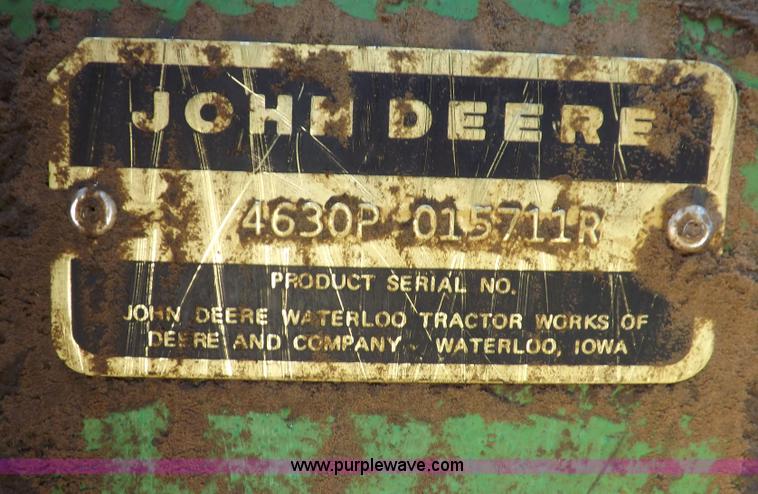 JOHN DEERE
4630P 015711R
PRODUCT SERIAL NO.
JOHN DEERE WATERLOO TRACTOR WORKS OF
DEERE AND COMPANY WATERLOO, IOWA
www.purplewave.com